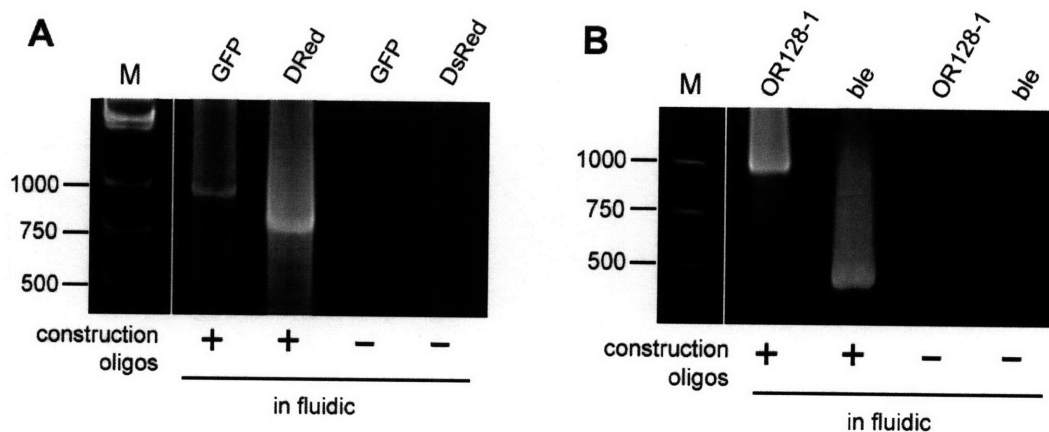 A
M
GFP
DRed
GFP
DsRed
1000
750
500
construction
oligos
+ + − −
in fluidic
B
M
OR128-1
ble
OR128-1
ble
1000
750
500
construction
oligos
+ + − −
in fluidic